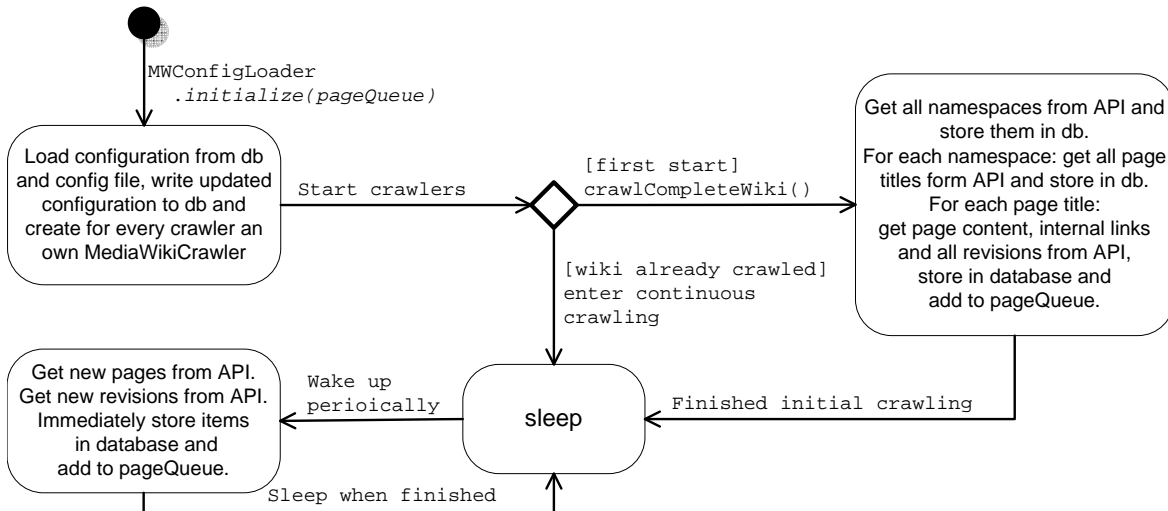 MWConfigLoader
.initialize(pageQueue)
Load configuration from db
and config file, write updated
configuration to db and
create for every crawler an
own MediaWikiCrawler
Start crawlers
[first start]
crawlCompleteWiki()
Get all namespaces from API and
store them in db.
For each namespace: get all page
titles form API and store in db.
For each page title:
get page content, internal links
and all revisions from API,
store in database and
add to pageQueue.
[wiki already crawled]
enter continuous
crawling
Get new pages from API.
Get new revisions from API.
Immediately store items
in database and
add to pageQueue.
Wake up
perioically
sleep
Finished initial crawling
Sleep when finished